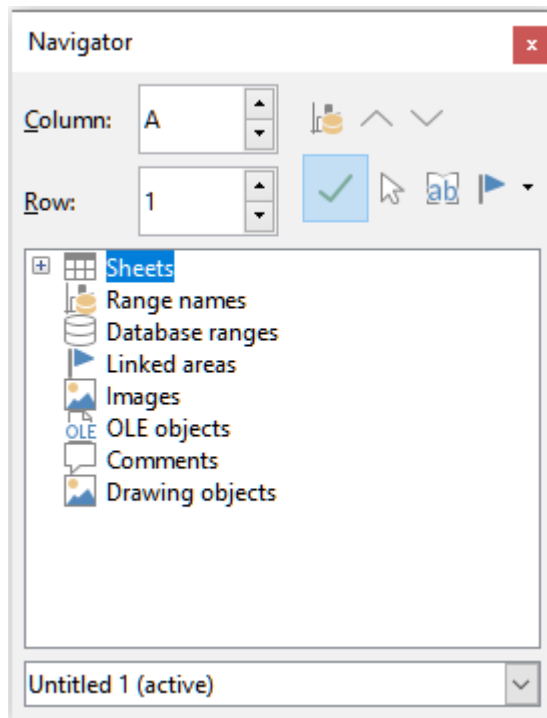 Navigator
x
Column: A
Row: 1
ab
Sheets
Range names
Database ranges
Linked areas
Images
OLE OLE objects
Comments
Drawing objects
Untitled 1 (active)